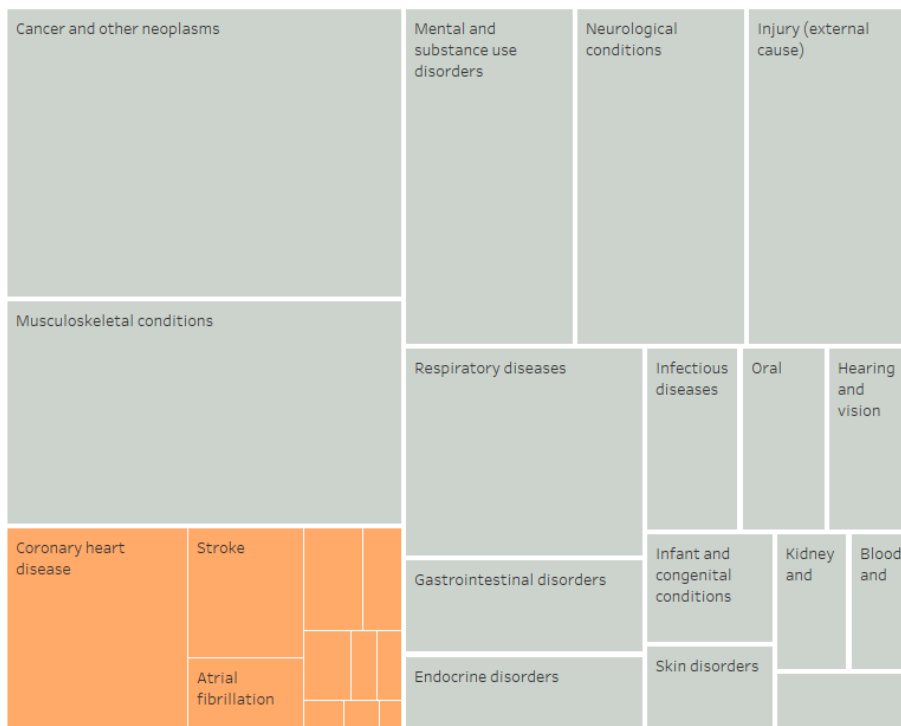 Cancer and other neoplasms
Musculoskeletal conditions
Coronary heart
disease
Stroke
Atrial
fibrillation
Mental and
substance use
disorders
Neurological
conditions
Injury (external
cause)
Respiratory diseases
Infectious
diseases
Oral
Hearing
and
vision
Gastrointestinal disorders
Endocrine disorders
Infant and
congenital
conditions
Kidney
and
Blood
and
Skin disorders